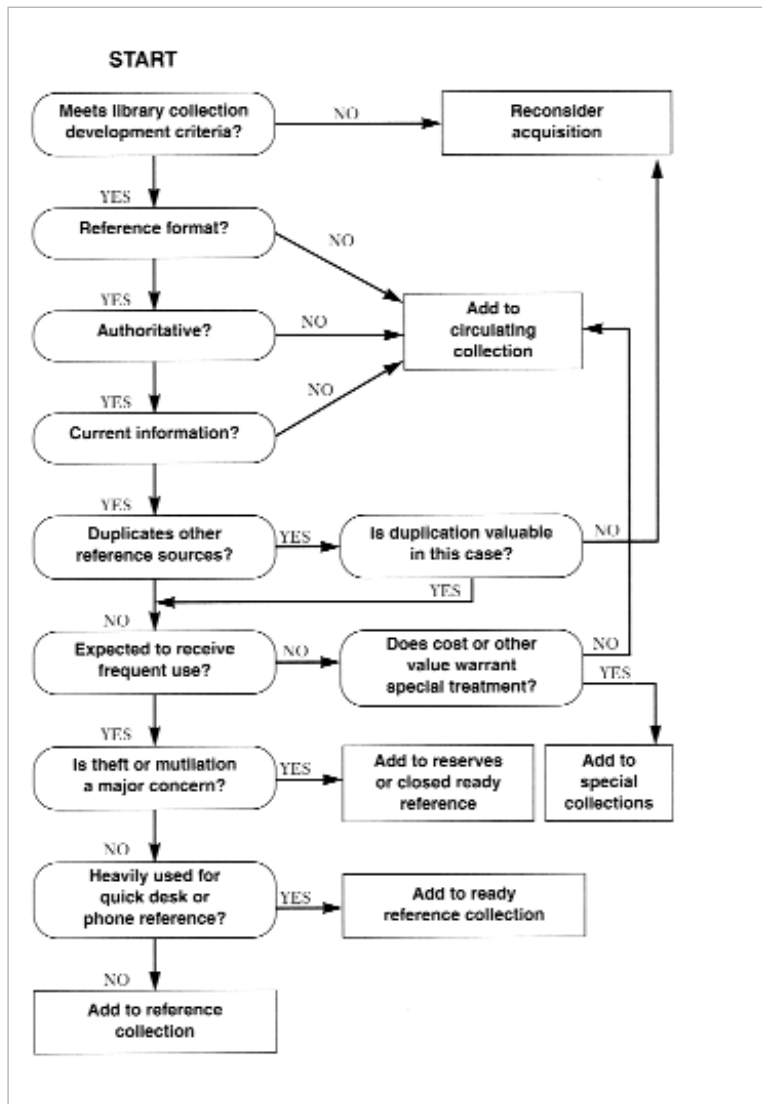 START
Meets library collection
development criteria?
NO
Reconsider
acquisition
YES
Reference format?
NO
YES
Authoritative?
NO
Add to
circulating
collection
YES
Current information?
NO
YES
Duplicates other
reference sources?
YES
Is duplication valuable
in this case?
NO
YES
NO
Expected to receive
frequent use?
NO
Does cost or other
value warrant
special treatment?
NO
YES
YES
Is theft or mutilation
a major concern?
YES
Add to reserves
or closed ready
reference
Add to
special
collections
NO
Heavily used for
quick desk or
phone reference?
YES
Add to ready
reference collection
NO
Add to reference
collection